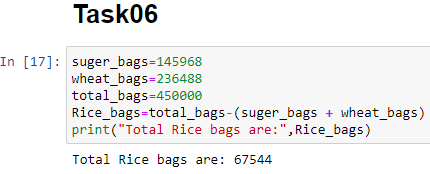 Task06
In [17]: suger_bags=145968
wheat_bags=236488
total_bags=450000
Rice_bags=total_bags-(suger_bags + wheat_bags)
print("Total Rice bags are:",Rice_bags)
Total Rice bags are: 67544